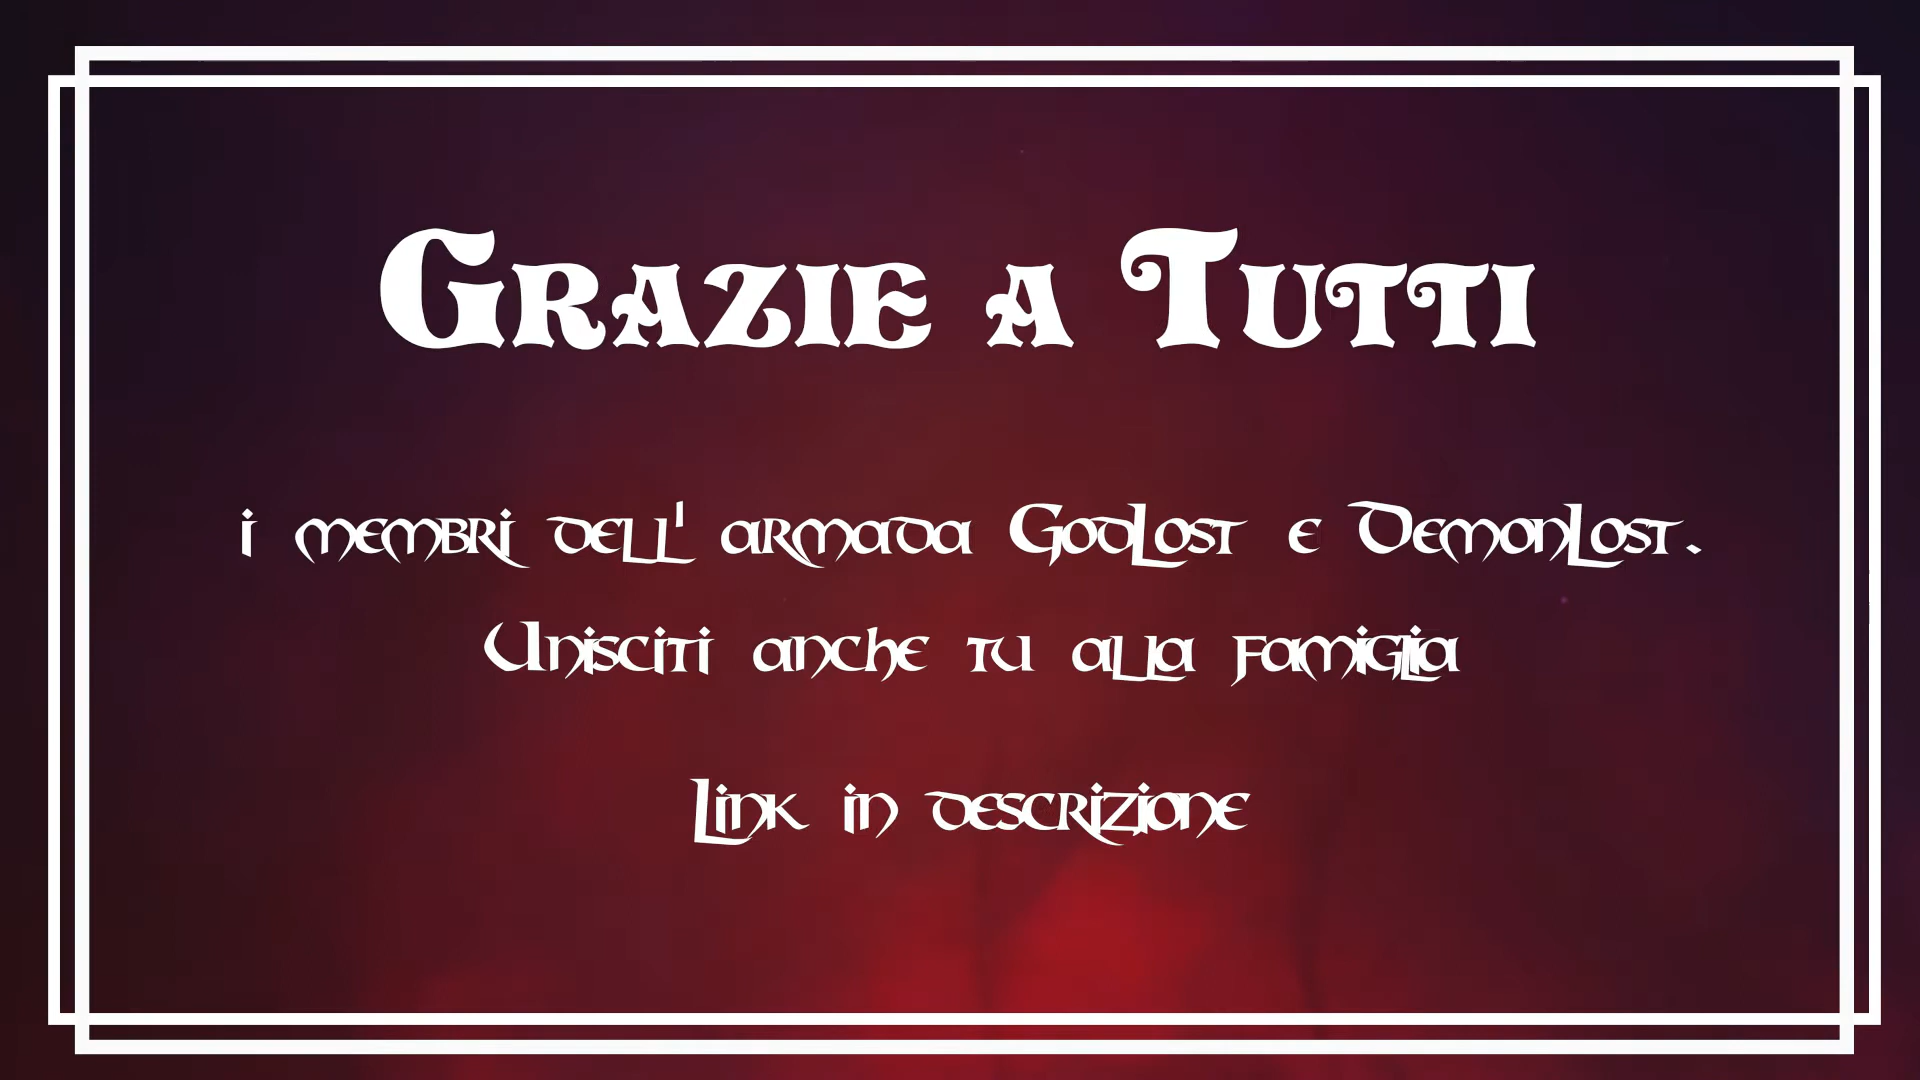 Grazie a Tutti
i membri dell' armada GodLost e DemonLost.
Unisciti anche tu alla famiglia
Link in descrizione